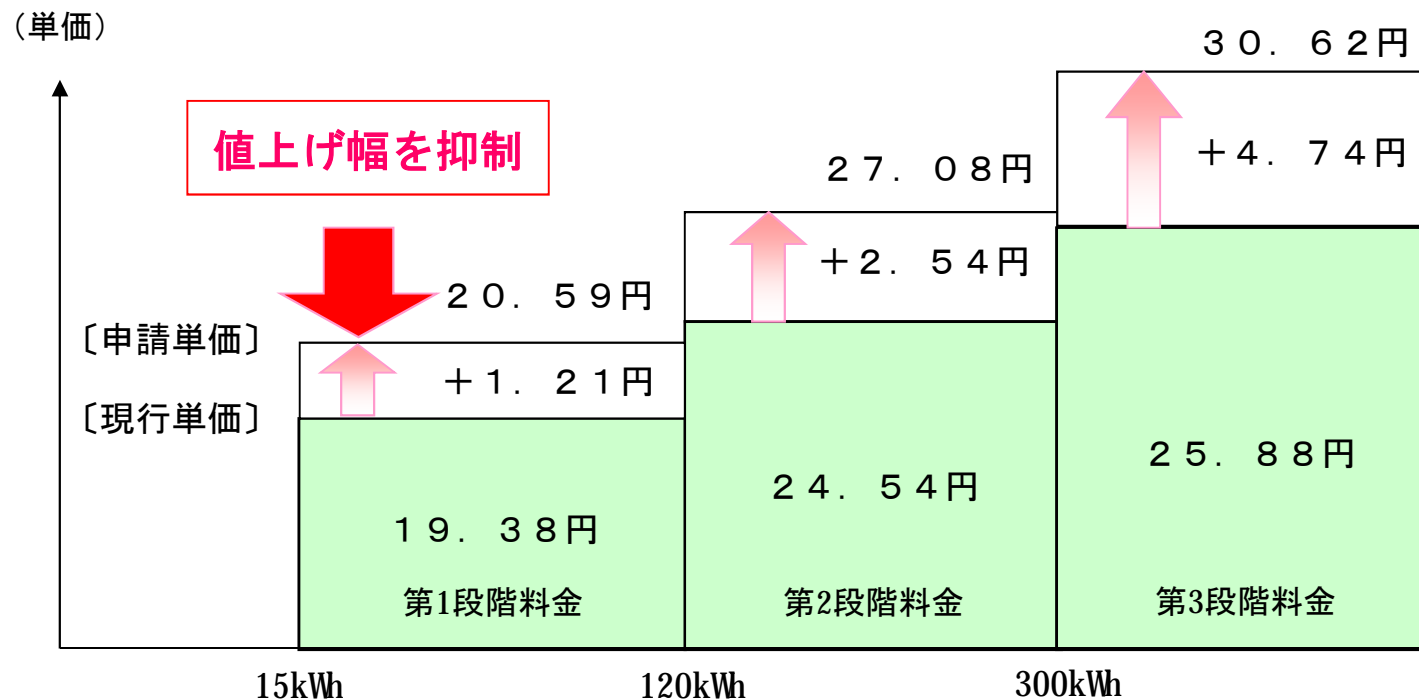 （単価）
３０．６２円
値上げ幅を抑制
＋４．７４円
２７．０８円
＋２．５４円
２０．５９円
〔申請単価〕
＋１．２１円
〔現行単価〕
２５．８８円
２４．５４円
１９．３８円
第1段階料金
第2段階料金
第3段階料金
15kWh
120kWh
300kWh